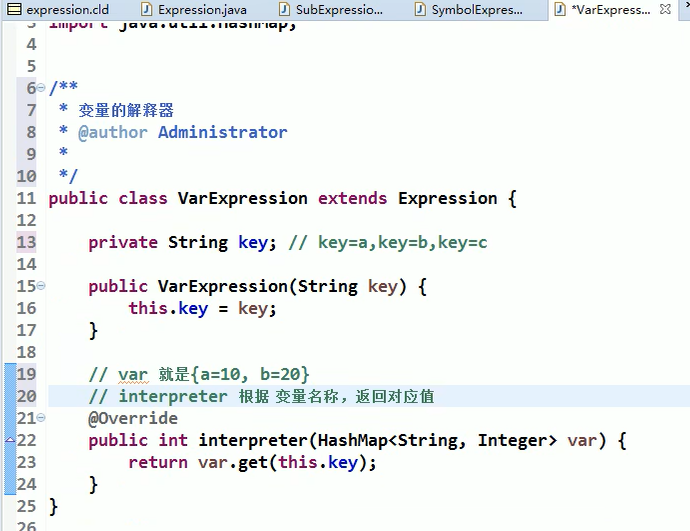 expression.cld Expression.java SubExpressio... SymbolExpres... *VarExpress...
3 import java.util.HashMap;
4
5
6 /**
7  * 变量的解释器
8  * @author Administrator
9  *
10  */
11 public class VarExpression extends Expression {
12
13     private String key; // key=a,key=b,key=c
14
15     public VarExpression(String key) {
16         this.key = key;
17     }
18
19     // var 就是{a=10, b=20}
20     // interpreter 根据 变量名称，返回对应值
21     @Override
22     public int interpreter(HashMap<String, Integer> var) {
23         return var.get(this.key);
24     }
25 }
26